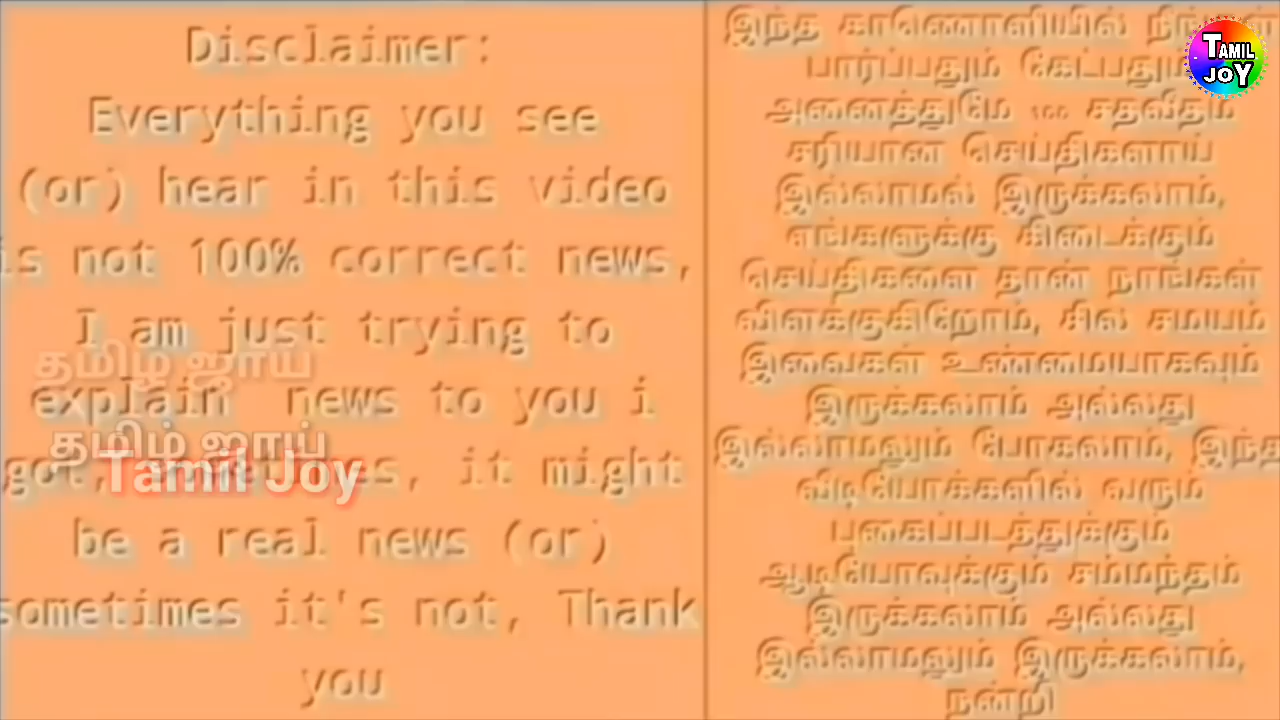 Disclaimer:
Everything you see
(or) hear in this video
is not 100% correct news,
I am just trying to
explain news to you i
got, it might
be a real news (or)
sometimes it's not, Thank
you
தமிழ் ஜாய்
தமிழ் ஜாய்
Tamil Joy
இந்த காணொளியில்
பார்ப்பதும் கேட்பதும்
அனைத்துமே 100 சதவீதம்
சரியான செய்திகளாய்
இல்லாமல் இருக்கலாம்,
எங்களுக்கு கிடைக்கும்
செய்திகளை தான் நாங்கள்
விளக்குகிறோம், சில சமயம்
இவைகள் உண்மையாகவும்
இருக்கலாம் அல்லது
இல்லாமலும் போகலாம், இந்த
வீடியோக்களில் வரும்
புகைப்படத்துக்கும்
ஆடியோவுக்கும் சம்மந்தம்
இருக்கலாம் அல்லது
இல்லாமலும் இருக்கலாம்,
நன்றி
TAMIL
JOY